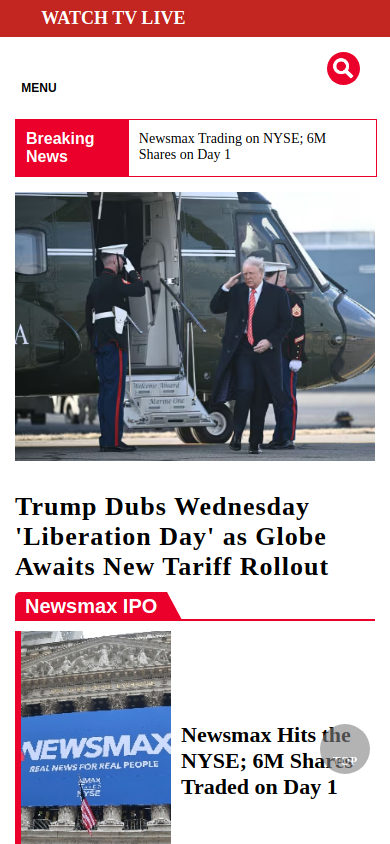 WATCH TV LIVE
MENU
Breaking
News
Newsmax Trading on NYSE; 6M
Shares on Day 1
Welcome Aboard
Marine One
Trump Dubs Wednesday
'Liberation Day' as Globe
Awaits New Tariff Rollout
Newsmax IPO
NEWSMAX
REAL NEWS FOR REAL PEOPLE
NYSE
Newsmax Hits the
NYSE; 6M Shares
Traded on Day 1